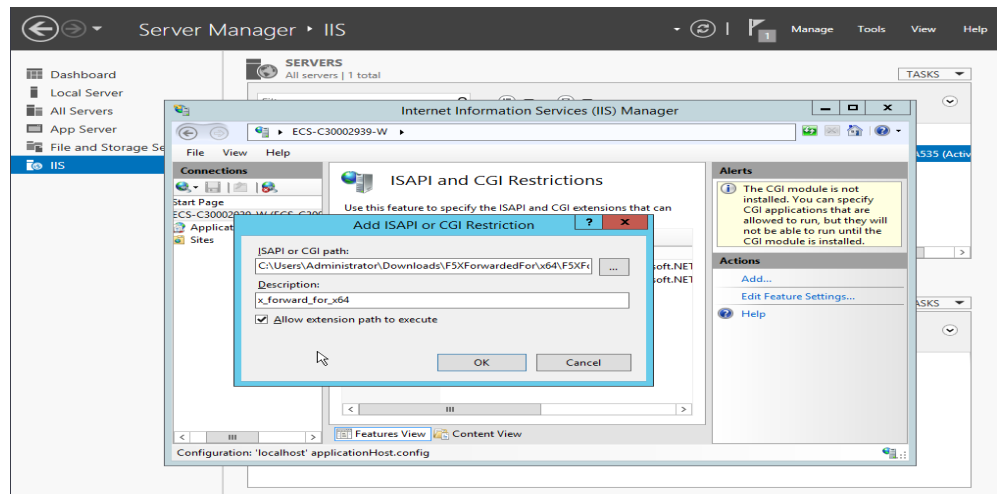 Server Manager ‣ IIS
1
Manage Tools View Help
Dashboard
Local Server
All Servers
App Server
File and Storage Se
IIS
SERVERS
All servers | 1 total
TASKS
Internet Information Services (IIS) Manager
ECS-C30002939-W
File View Help
Connections
Start Page
Applicat
Sites
ISAPI and CGI Restrictions
Use this feature to specify the ISAPI and CGI extensions that can
soft.NET
soft.NET
Add ISAPI or CGI Restriction
? x
ISAPI or CGI path:
C:\Users\Administrator\Downloads\F5XForwardedFor\x64\F5XF
...
Description:
x_forward_for_x64
Allow extension path to execute
OK Cancel
Features View Content View
Configuration: 'localhost' applicationHost.config
Alerts
The CGI module is not
installed. You can specify
CGI applications that are
allowed to run, but they will
not be able to run until the
CGI module is installed.
Actions
Add...
Edit Feature Settings...
Help
A535 (Activ
TASKS